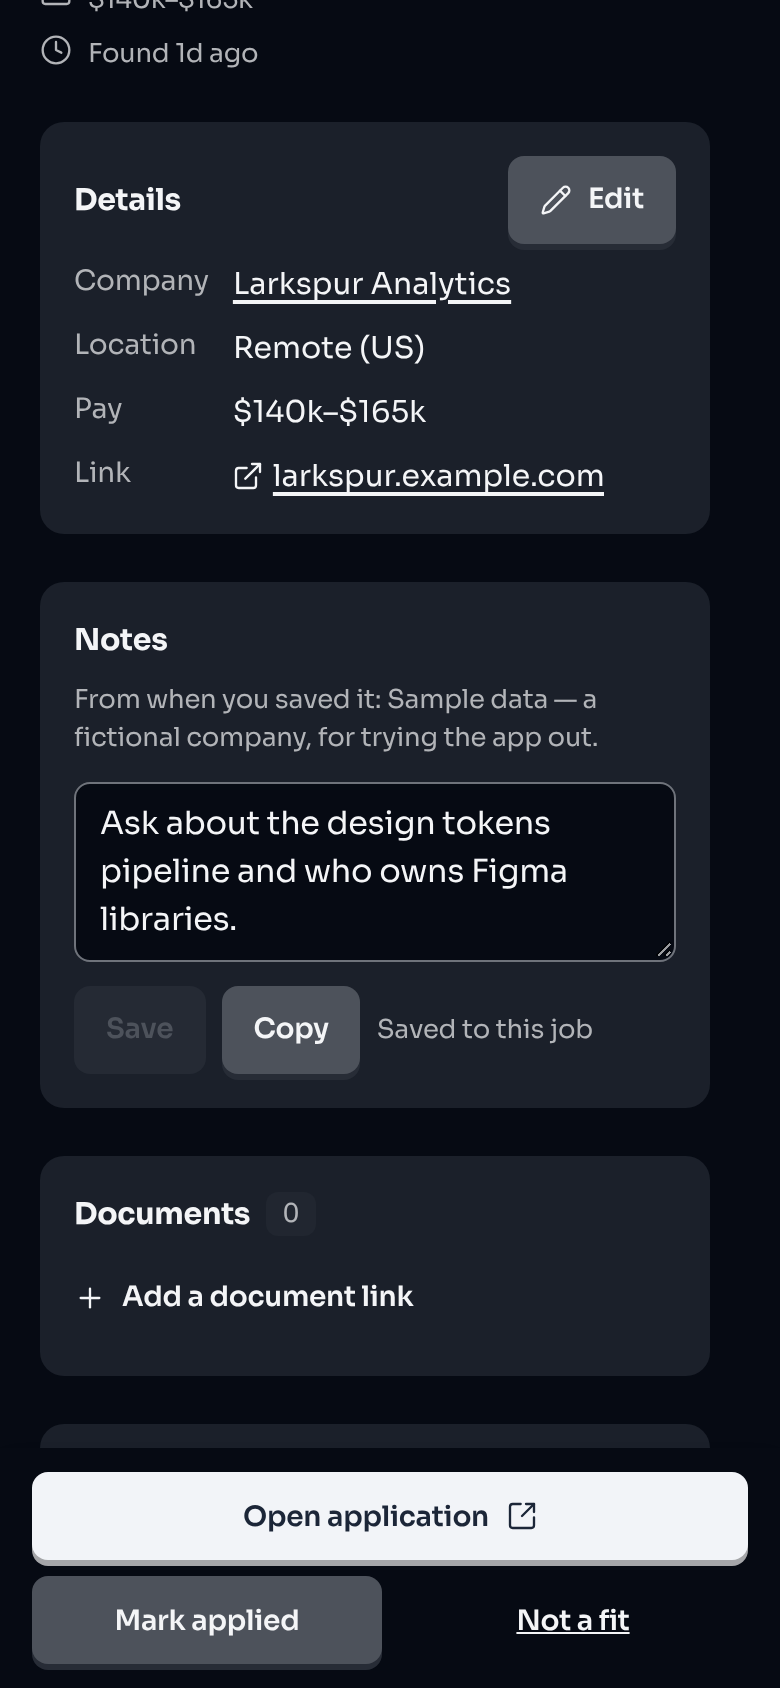 $140k–$165k
Found 1d ago
Details
Edit
Company Larkspur Analytics
Location Remote (US)
Pay $140k–$165k
Link larkspur.example.com
Notes
From when you saved it: Sample data — a
fictional company, for trying the app out.
Ask about the design tokens
pipeline and who owns Figma
libraries.
Save Copy Saved to this job
Documents 0
Add a document link
Open application
Mark applied Not a fit